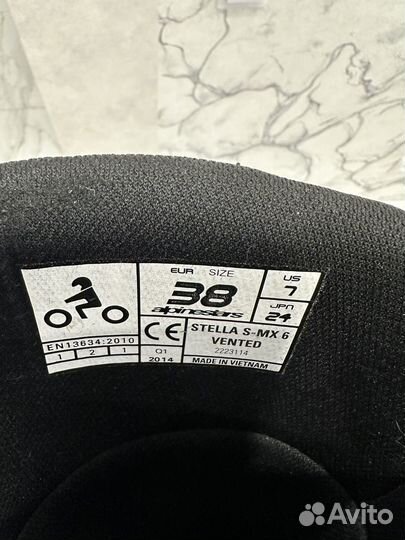 EUR SIZE
38
alpinestars
US
7
JPN
24
EN13634:2010
1 2 1
CE
Q1
2014
STELLA S-MX 6
VENTED
2223114
MADE IN VIETNAM
Avito